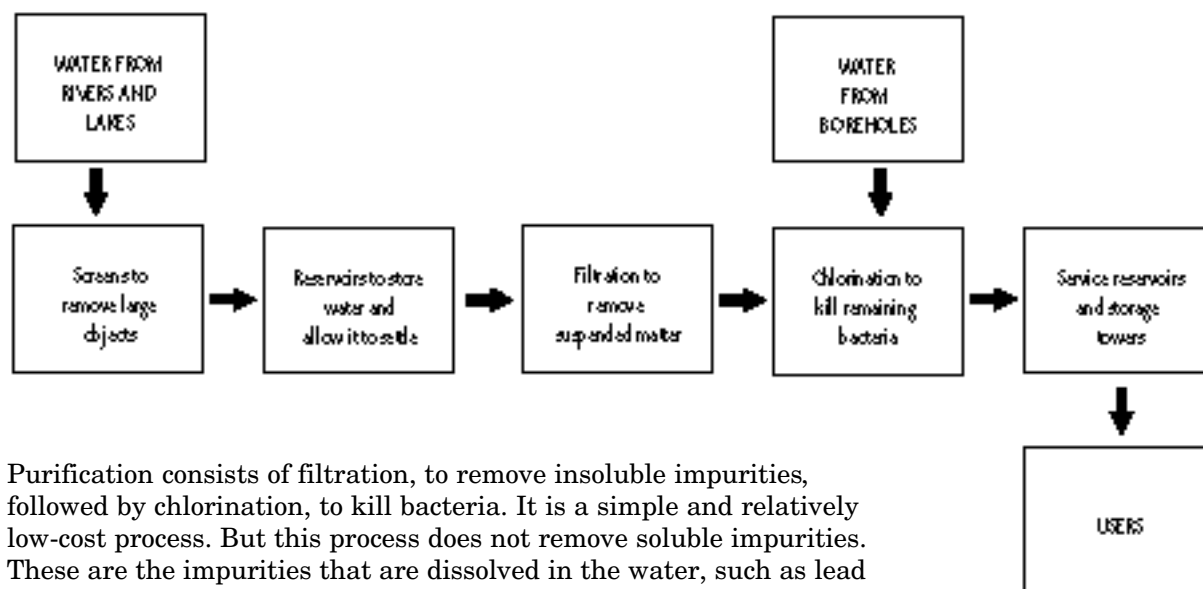 WATER FROM
RIVERS AND
LAKES
WATER
FROM
BOREHOLES
Screens to
remove large
objects
Reservoirs to store
water and
allow it to settle
Filtration to
remove
suspended matter
Chlorination to
kill remaining
bacteria
Service reservoirs
and storage
towers
USERS
Purification consists of filtration, to remove insoluble impurities,
followed by chlorination, to kill bacteria. It is a simple and relatively
low-cost process. But this process does not remove soluble impurities.
These are the impurities that are dissolved in the water, such as lead